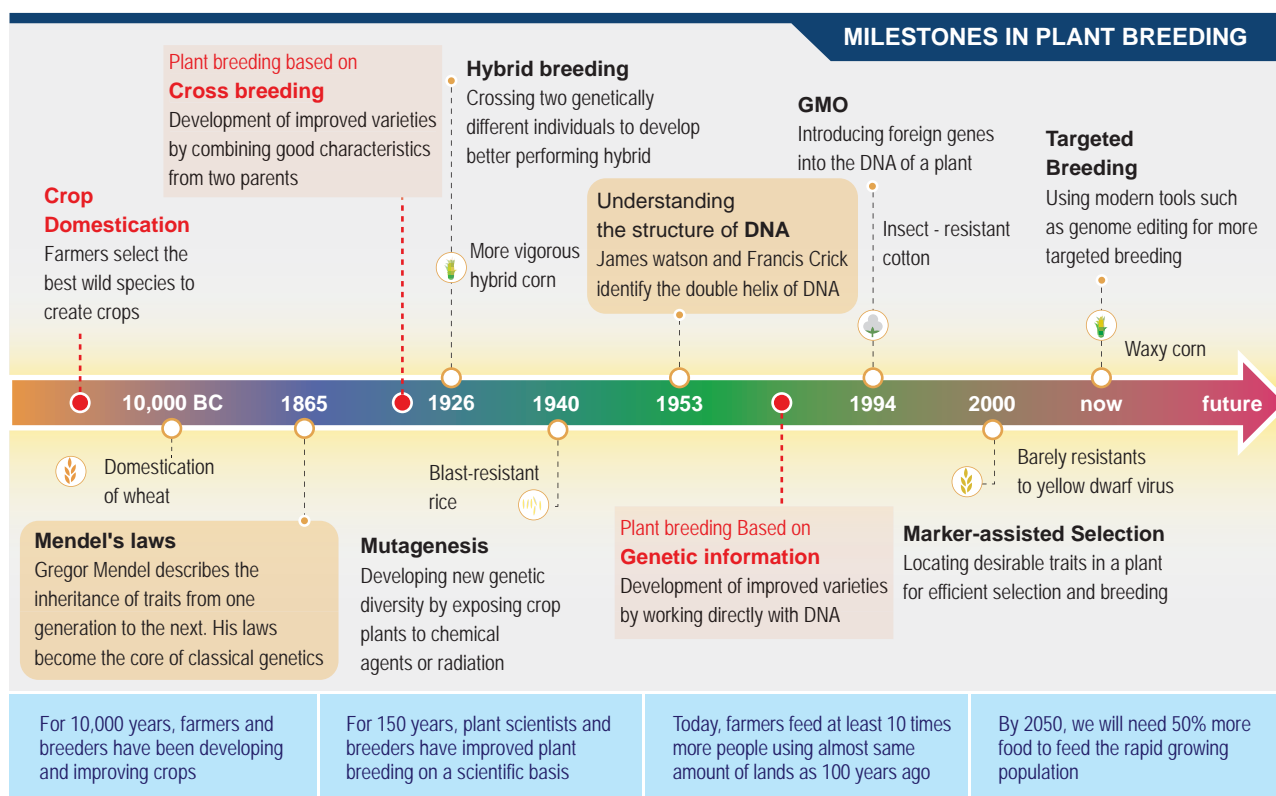 MILESTONES IN PLANT BREEDING
Crop
Domestication
Farmers select the
best wild species to
create crops
Plant breeding based on
Cross breeding
Development of improved varieties
by combining good characteristics
from two parents
Hybrid breeding
Crossing two genetically
different individuals to develop
better performing hybrid
More vigorous
hybrid corn
Understanding
the structure of DNA
James watson and Francis Crick
identify the double helix of DNA
GMO
Introducing foreign genes
into the DNA of a plant
Insect - resistant
cotton
Targeted
Breeding
Using modern tools such
as genome editing for more
targeted breeding
Waxy corn
10,000 BC
1865
1926
1940
1953
1994
2000
now
future
Domestication
of wheat
Mendel's laws
Gregor Mendel describes the
inheritance of traits from one
generation to the next. His laws
become the core of classical genetics
Blast-resistant
rice
Mutagenesis
Developing new genetic
diversity by exposing crop
plants to chemical
agents or radiation
Plant breeding Based on
Genetic information
Development of improved varieties
by working directly with DNA
Barely resistants
to yellow dwarf virus
Marker-assisted Selection
Locating desirable traits in a plant
for efficient selection and breeding
For 10,000 years, farmers and
breeders have been developing
and improving crops
For 150 years, plant scientists and
breeders have improved plant
breeding on a scientific basis
Today, farmers feed at least 10 times
more people using almost same
amount of lands as 100 years ago
By 2050, we will need 50% more
food to feed the rapid growing
population